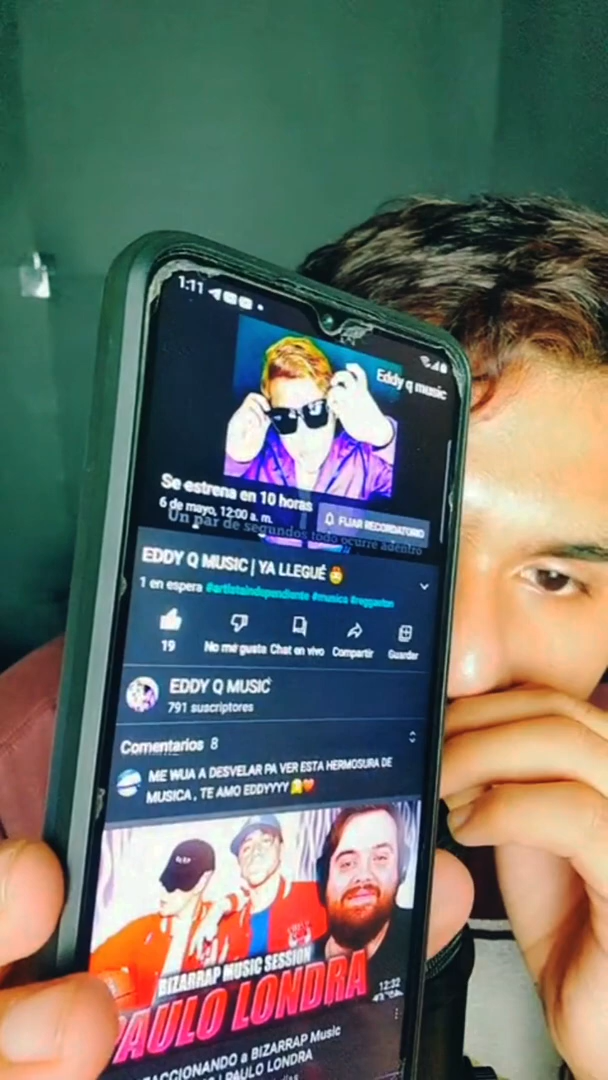 1:11
Eddy q music
Se estrena en 10 horas
6 de mayo, 12:00 a. m.
FIJAR RECORDATORIO
Un par de segundos todo ocurre adentro
EDDY Q MUSIC | YA LLEGUÉ 🤠
1 en espera #artistaindependiente #musica #reggaeton
19
No me gusta
Chat en vivo
Compartir
Guardar
EDDY Q MUSIC
791 suscriptores
Comentarios 8
ME WUA A DESVELAR PA VER ESTA HERMOSURA DE
MUSICA , TE AMO EDDYYYY
BIZARRAP MUSIC SESSION
PAULO LONDRA
12:32
ACCIONANDO a BIZARRAP Music
| PAULO LONDRA